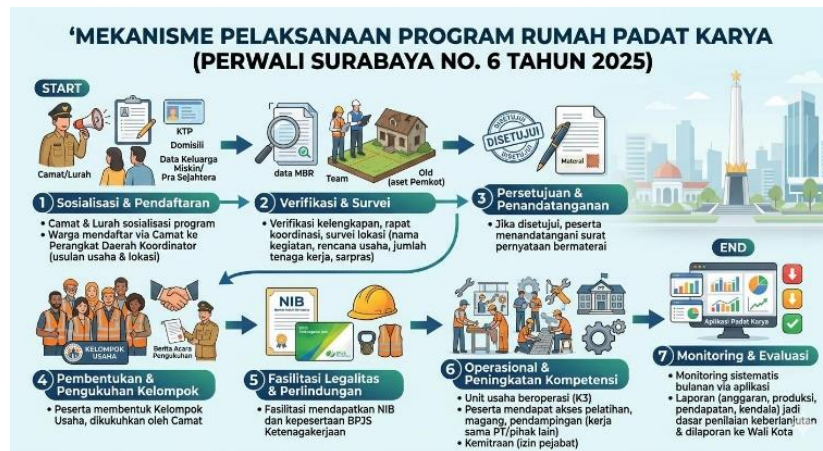 ‘MEKANISME PELAKSANAAN PROGRAM RUMAH PADAT KARYA
(PERWALI SURABAYA NO. 6 TAHUN 2025)
START
Camat/Lurah
KTP
Domisili
Data Keluarga
Miskin/
Pra Sejahtera
1 Sosialisasi & Pendaftaran
• Camat & Lurah sosialisasi program
• Warga mendaftar via Camat ke
Perangkat Daerah Koordinator
(usulan usaha & lokasi)
data MBR
Team
Old
(aset Pemkot)
2 Verifikasi & Survei
• Verifikasi kelengkapan, rapat
koordinasi, survei lokasi (nama
kegiatan, rencana usaha, jumlah
tenaga kerja, sarpras)
DISETUJUI
DISETUJUI
DISETUJUI
Materai
3 Persetujuan &
Penandatanganan
• Jika disetujui, peserta
menandatangani surat
pernyataan bermaterai
KELOMPOK
USAHA
Berita Acara
Pengukuhan
4 Pembentukan &
Pengukuhan Kelompok
• Peserta membentuk Kelompok
Usaha, dikukuhkan oleh Camat
NIB
5 Fasilitasi Legalitas
& Perlindungan
• Fasilitasi mendapatkan NIB
dan kepesertaan BPJS
Ketenagakerjaan
6 Operasional &
Peningkatan Kompetensi
• Unit usaha beroperasi (K3)
• Peserta mendapat akses pelatihan,
magang, pendampingan (kerja
sama PT/pihak lain)
• Kemitraan (izin pejabat)
END
Aplikasi Padat Karya
7 Monitoring & Evaluasi
• Monitoring sistematis
bulanan via aplikasi
• Laporan (anggaran, produksi,
pendapatan, kendala) jadi
dasar penilaian keberlanjutan
& dilaporan ke Wali Kota